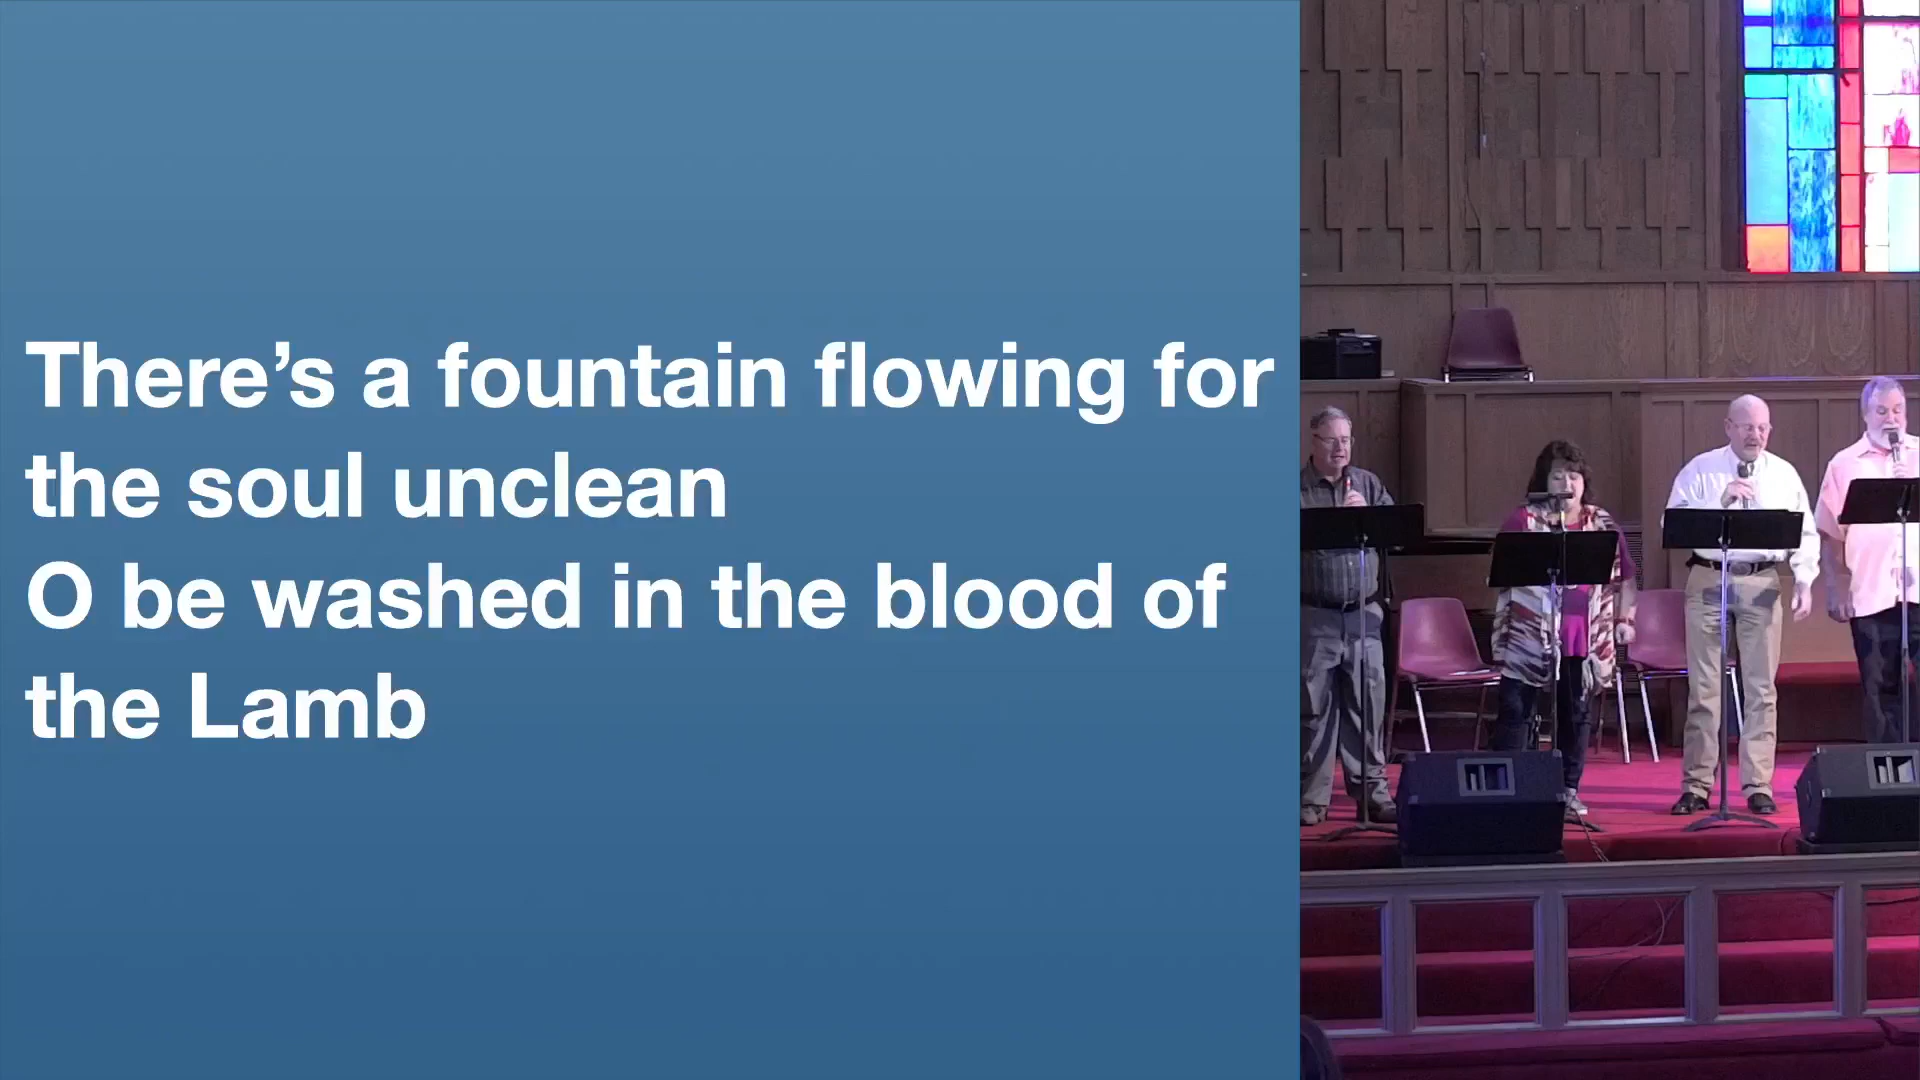 There’s a fountain flowing for
the soul unclean
O be washed in the blood of
the Lamb